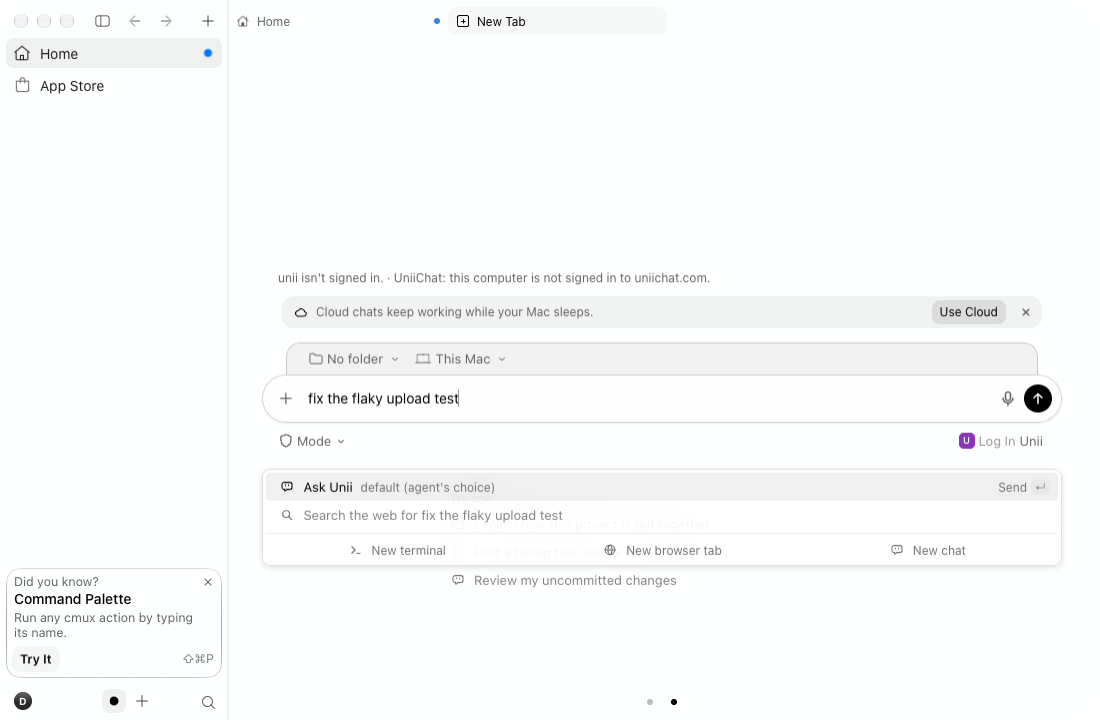 Home
New Tab
Home
App Store
unii isn't signed in. · UniiChat: this computer is not signed in to uniichat.com.
Cloud chats keep working while your Mac sleeps.
Use Cloud
No folder
This Mac
fix the flaky upload test
Mode
U
Log In Unii
Ask Unii default (agent's choice)
Send
Search the web for fix the flaky upload test
New terminal
New browser tab
New chat
Review my uncommitted changes
Did you know?
Command Palette
Run any cmux action by typing
its name.
Try It
⇧⌘P
D